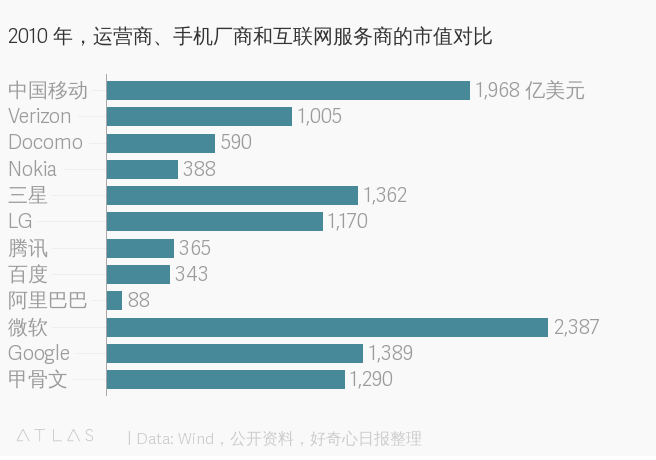 2010 年，运营商、手机厂商和互联网服务商的市值对比
中国移动 1,968 亿美元
Verizon 1,005
Docomo 590
Nokia 388
三星 1,362
LG 1,170
腾讯 365
百度 343
阿里巴巴 88
微软 2,387
Google 1,389
甲骨文 1,290
ATLAS | Data: Wind，公开资料，好奇心日报整理